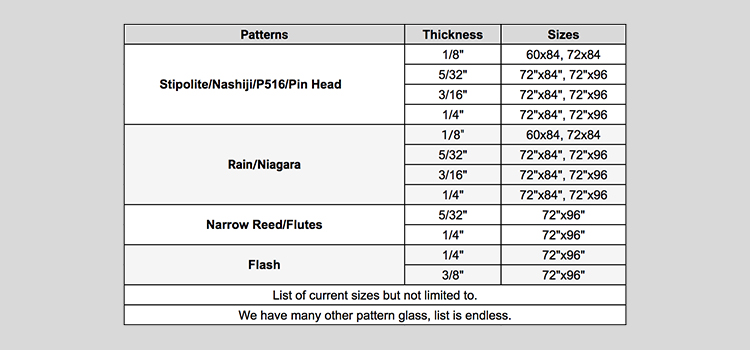 Patterns Thickness Sizes
1/8" 60x84, 72x84
5/32" 72"x84", 72"x96
Stipolite/Nashiji/P516/Pin Head
3/16" 72"x84", 72"x96
1/4" 72"x84", 72"x96
1/8" 60x84, 72x84
5/32" 72"x84", 72"x96
Rain/Niagara
3/16" 72"x84", 72"x96
1/4" 72"x84", 72"x96
Narrow Reed/Flutes
5/32" 72"x96"
1/4" 72"x96"
Flash
1/4" 72"x96"
3/8" 72"x96"
List of current sizes but not limited to.
We have many other pattern glass, list is endless.